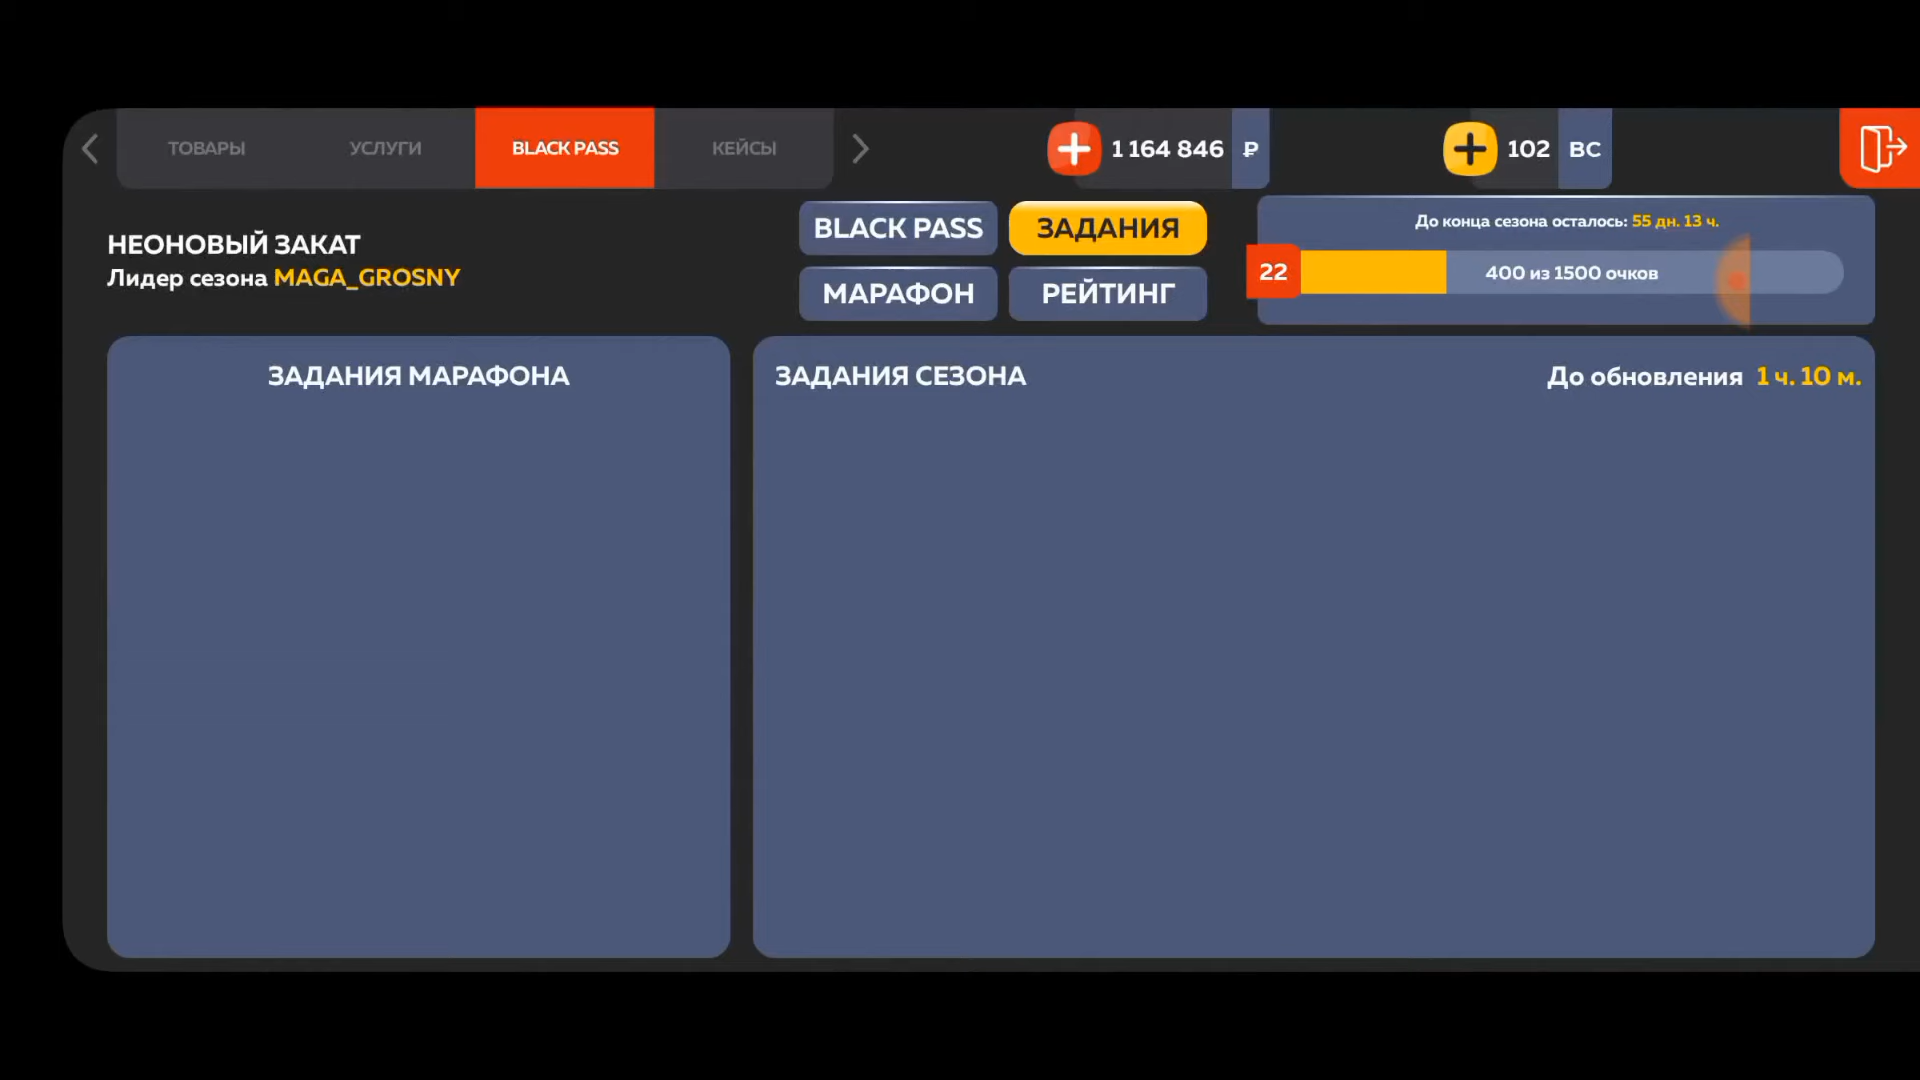 ТОВАРЫ УСЛУГИ BLACK PASS КЕЙСЫ 1 164 846 ₽ 102 BC
НЕОНОВЫЙ ЗАКАТ
Лидер сезона MAGA_GROSNY
BLACK PASS ЗАДАНИЯ
МАРАФОН РЕЙТИНГ
До конца сезона осталось: 55 дн. 13 ч.
22 400 из 1500 очков
ЗАДАНИЯ МАРАФОНА
ЗАДАНИЯ СЕЗОНА До обновления 1 ч. 10 м.